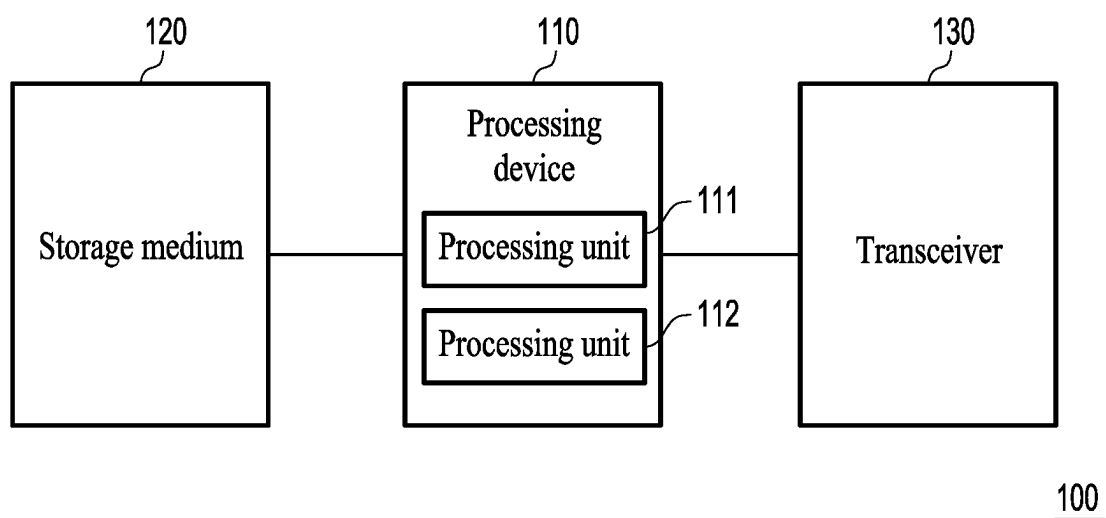 120
110
130
Processing
device
111
Storage medium
Processing unit
Transceiver
112
Processing unit
100